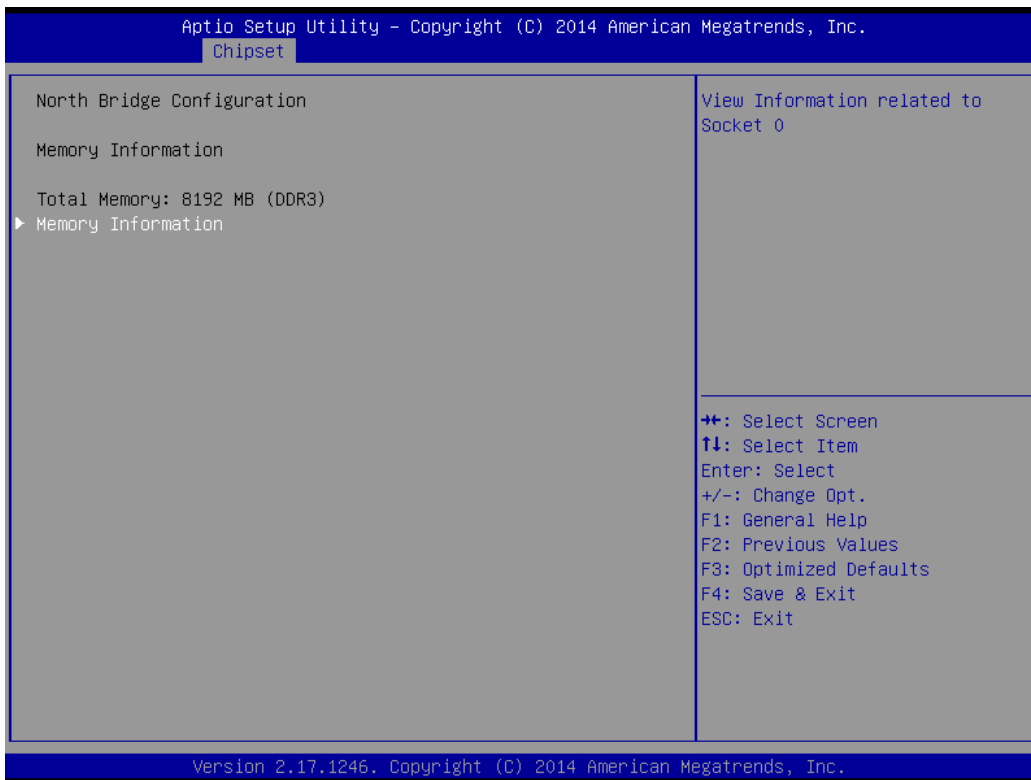 Aptio Setup Utility – Copyright (C) 2014 American Megatrends, Inc.
Chipset
North Bridge Configuration
Memory Information
Total Memory: 8192 MB (DDR3)
▶ Memory Information
View Information related to
Socket 0
→←: Select Screen
↑↓: Select Item
Enter: Select
+/-: Change Opt.
F1: General Help
F2: Previous Values
F3: Optimized Defaults
F4: Save & Exit
ESC: Exit
Version 2.17.1246. Copyright (C) 2014 American Megatrends, Inc.